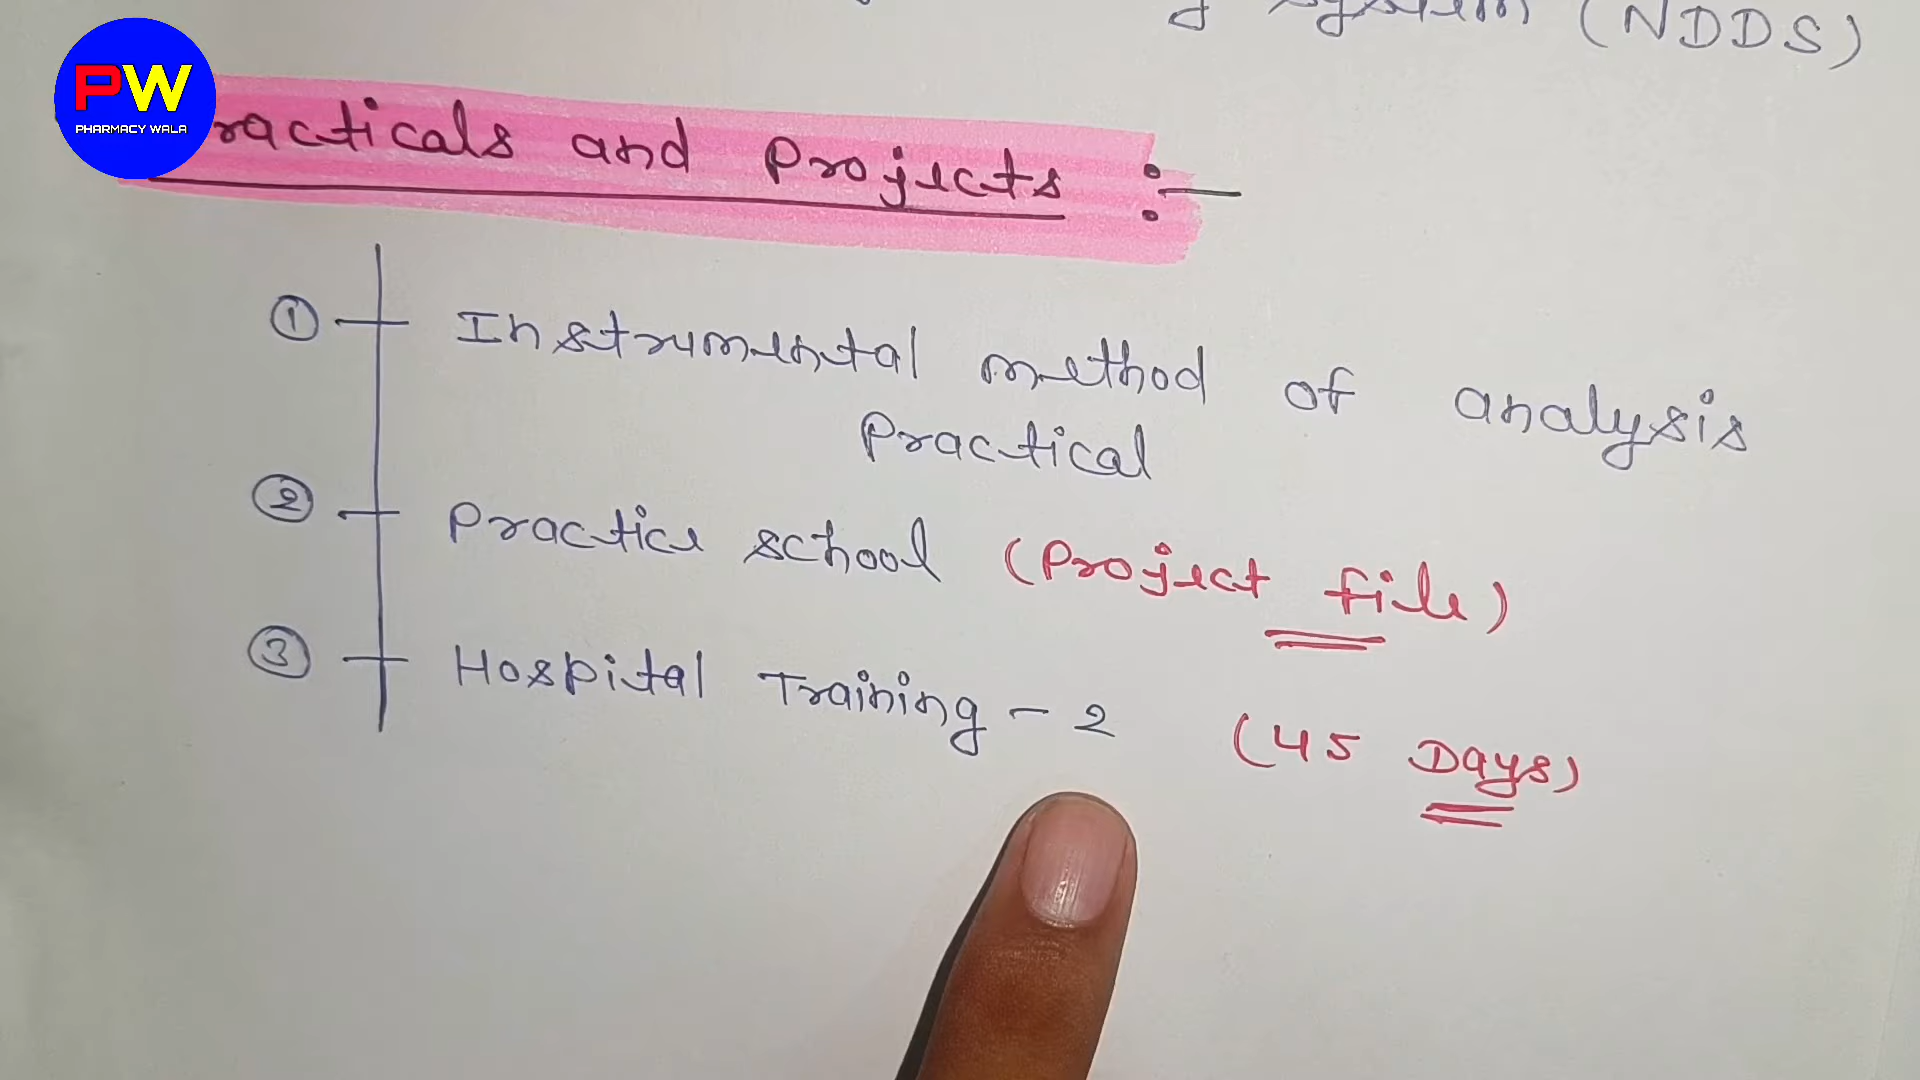 system (NDDS)
PW
PHARMACY WALA
racticals and Projects :-
① Instrumental method of analysis
Practical
② Practice school (Project file)
③ Hospital Training - 2 (45 Days)